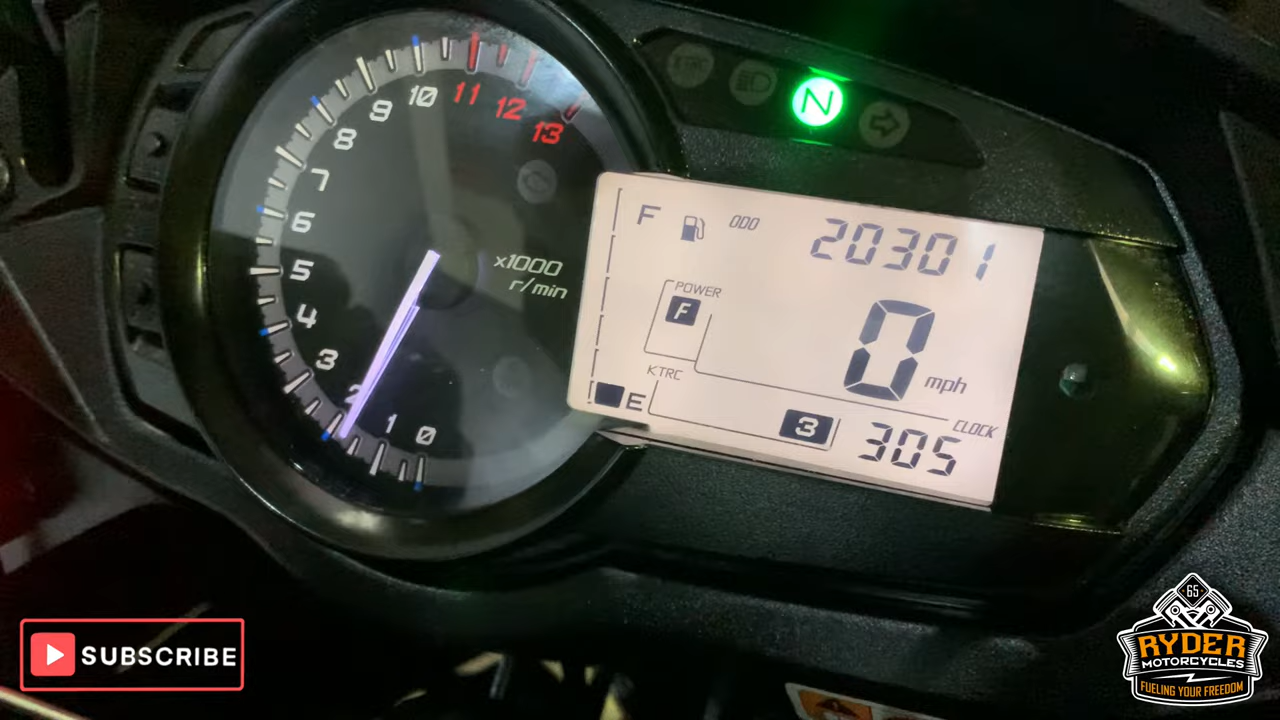 0
1
2
3
4
5
6
7
8
9
10
11
12
13
x1000
r/min
N
F
ODO
20301
POWER
F
0
mph
KTRC
E
3
CLOCK
305
SUBSCRIBE
65
RYDER
MOTORCYCLES
FUELING YOUR FREEDOM